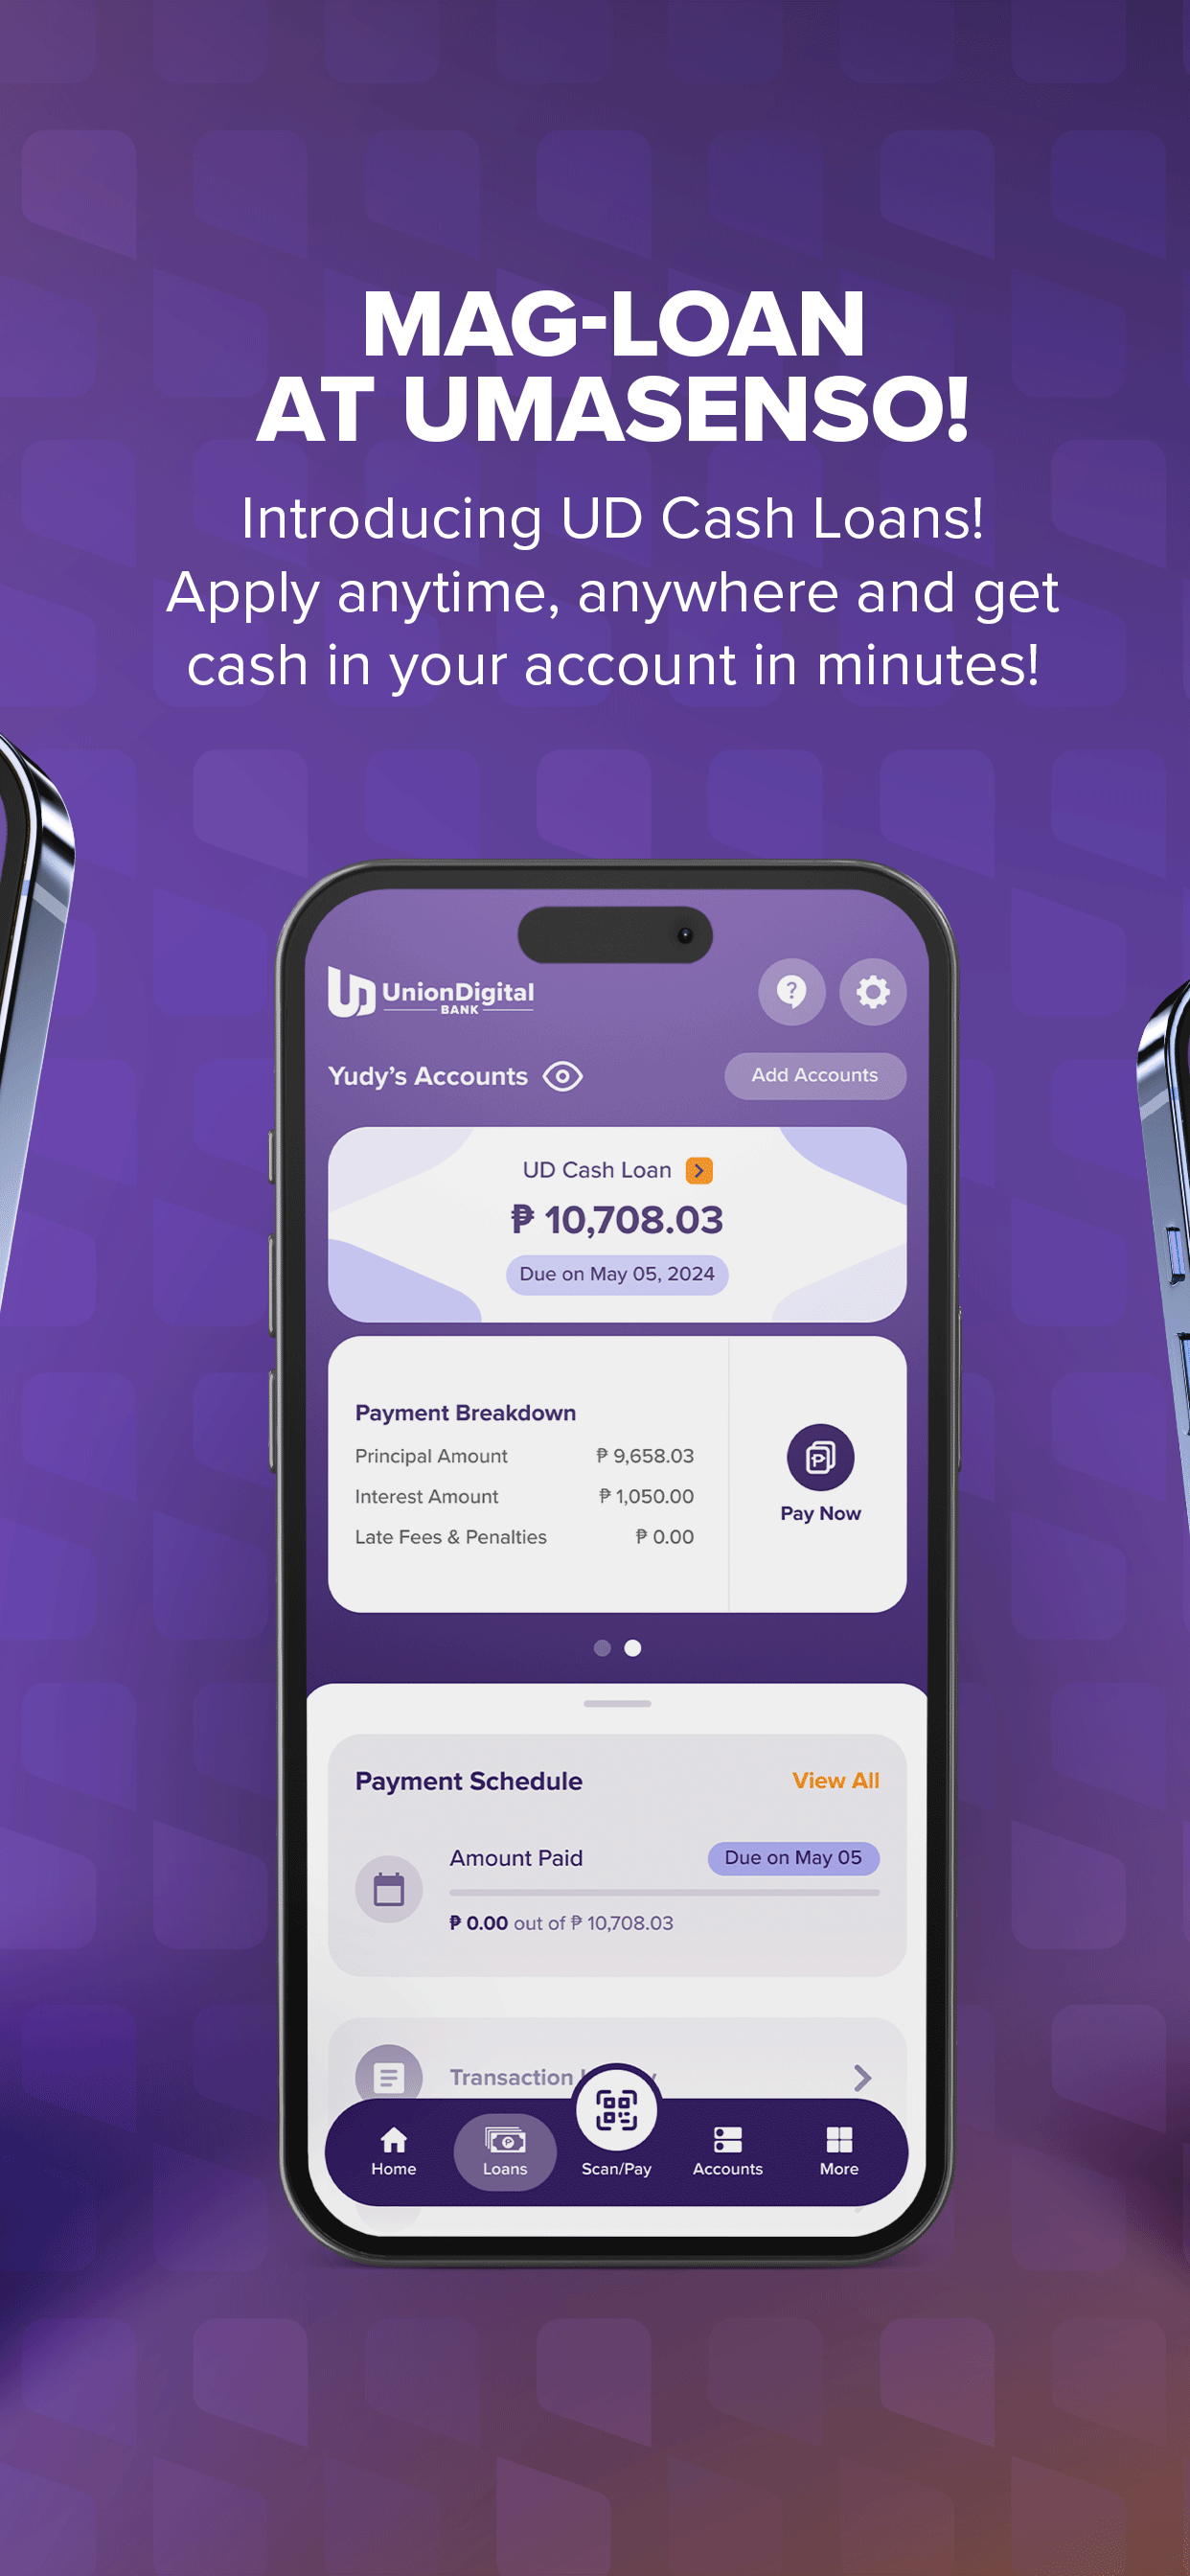 MAG-LOAN
AT UMASENSO!
Introducing UD Cash Loans!
Apply anytime, anywhere and get
cash in your account in minutes!
UnionDigital
BANK
Yudy's Accounts
Add Accounts
UD Cash Loan
₱ 10,708.03
Due on May 05, 2024
Payment Breakdown
Principal Amount ₱ 9,658.03
Interest Amount ₱ 1,050.00
Late Fees & Penalties ₱ 0.00
Pay Now
Payment Schedule View All
Amount Paid Due on May 05
₱ 0.00 out of ₱ 10,708.03
Transaction
Home Loans Scan/Pay Accounts More